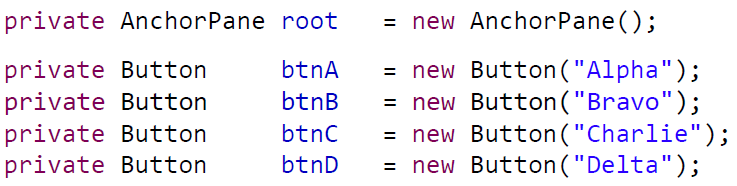 private AnchorPane root = new AnchorPane();
private Button btnA = new Button("Alpha");
private Button btnB = new Button("Bravo");
private Button btnC = new Button("Charlie");
private Button btnD = new Button("Delta");